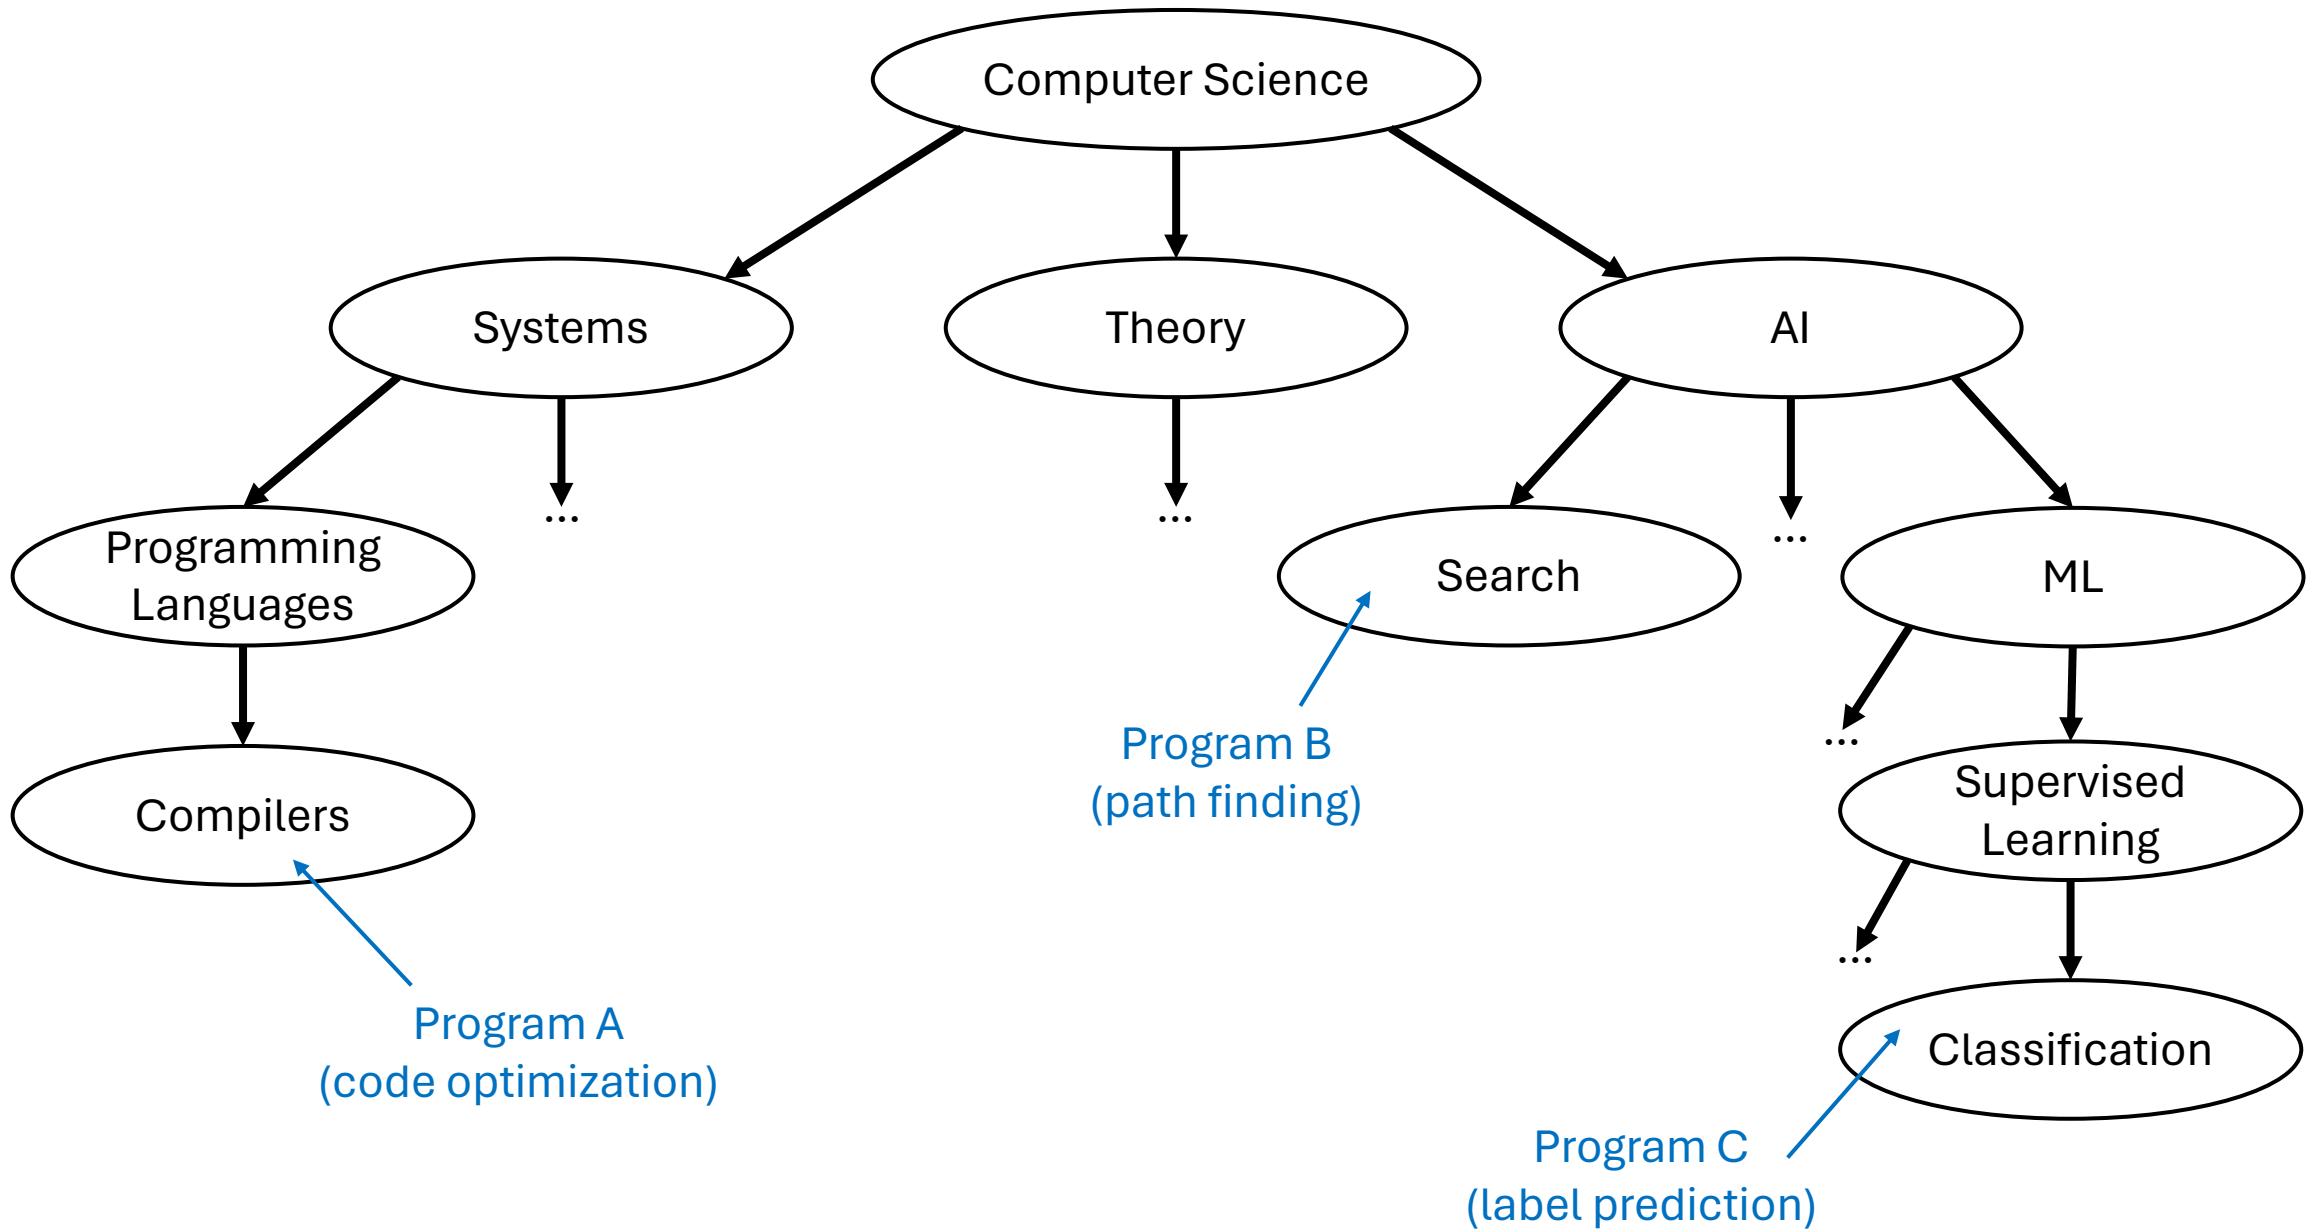 Computer Science
Systems
Theory
AI
Programming
Languages
...
...
Search
...
ML
Compilers
Program B
(path finding)
...
Supervised
Learning
Program A
(code optimization)
...
Classification
Program C
(label prediction)